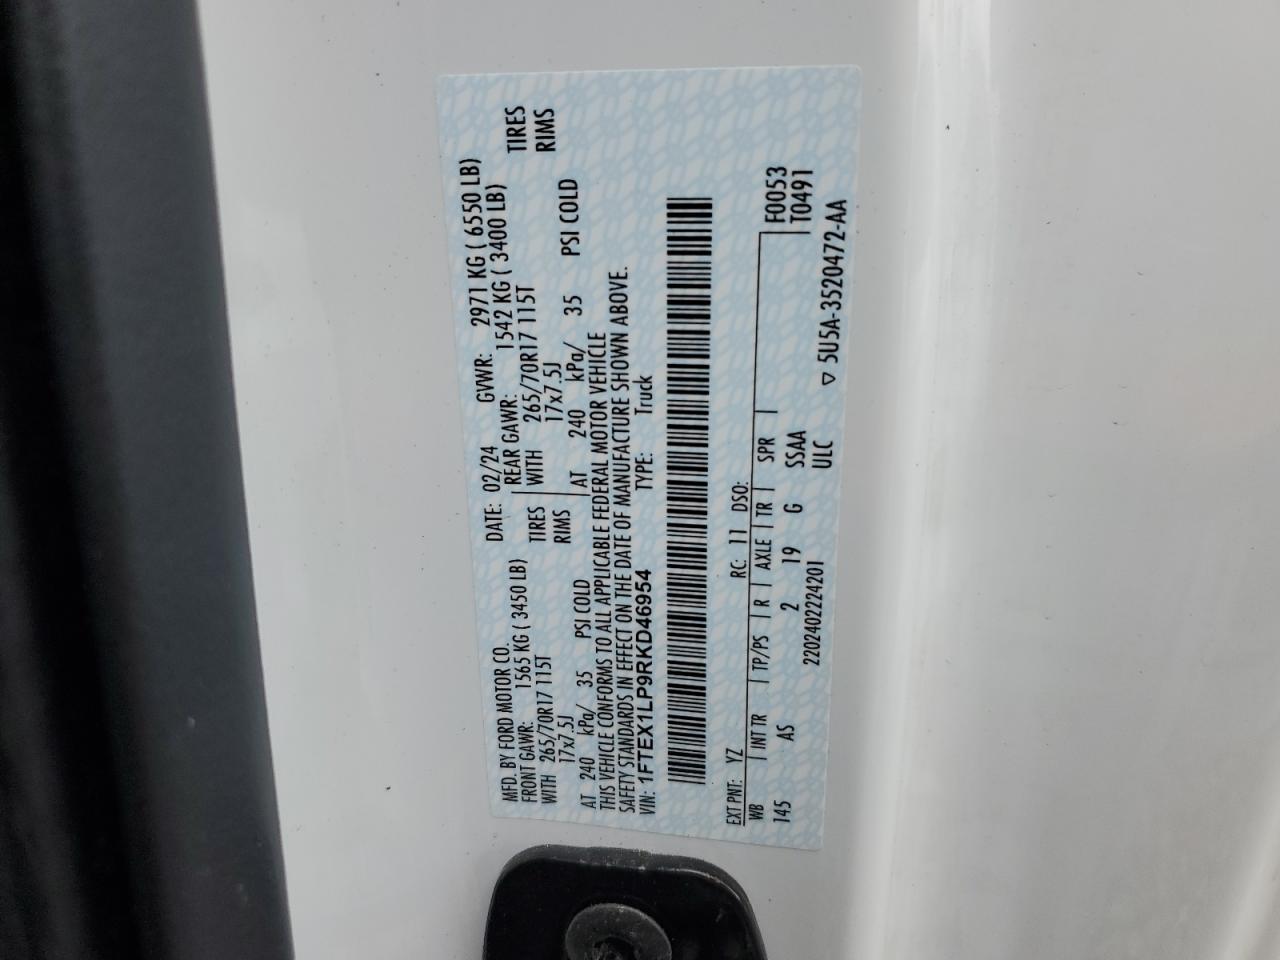 MFD. BY FORD MOTOR CO. DATE: 02/24 GVWR: 2971 KG ( 6550 LB)
FRONT GAWR: 1565 KG ( 3450 LB) REAR GAWR: 1542 KG ( 3400 LB)
WITH 265/70R17 115T TIRES WITH 265/70R17 115T TIRES
17x7.5J RIMS 17x7.5J RIMS
AT 240 kPa/ 35 PSI COLD AT 240 kPa/ 35 PSI COLD
THIS VEHICLE CONFORMS TO ALL APPLICABLE FEDERAL MOTOR VEHICLE
SAFETY STANDARDS IN EFFECT ON THE DATE OF MANUFACTURE SHOWN ABOVE.
VIN: 1FTEX1LP9RKD46954 TYPE: Truck
EXT PNT: YZ RC: 11 DSO:
WB INT TR TP/PS R AXLE TR SPR F0053
145 AS 2 19 G SSAA T0491
2202402224201 ULC ▽ 5U5A-3520472-AA